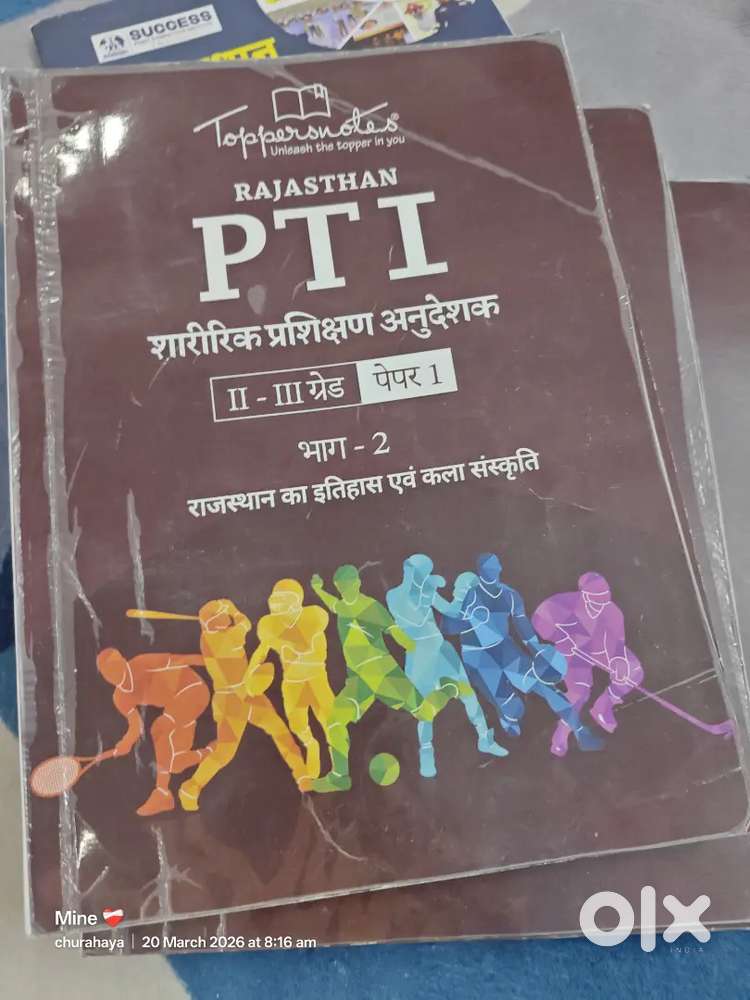 SUCCESS
Toppersnotes®
Unleash the topper in you
RAJASTHAN
PTI
शारीरिक प्रशिक्षण अनुदेशक
II - III ग्रेड पेपर 1
भाग - 2
राजस्थान का इतिहास एवं कला संस्कृति
Mine
churahaya | 20 March 2026 at 8:16 am
olx
INDIA